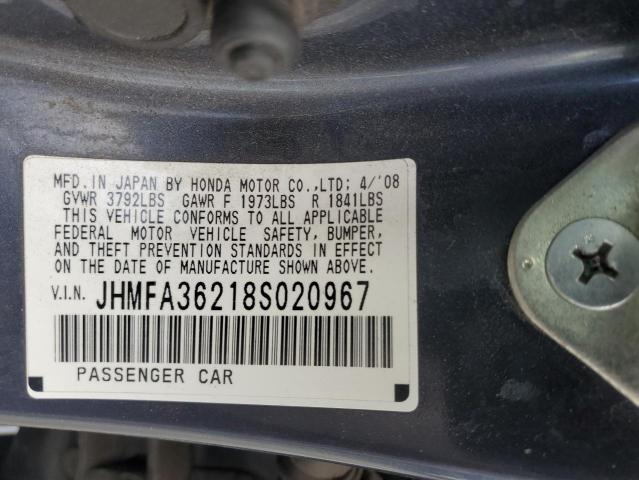 MFD. IN JAPAN BY HONDA MOTOR CO.,LTD; 4/'08
GVWR 3792LBS GAWR F 1973LBS R 1841LBS
THIS VEHICLE CONFORMS TO ALL APPLICABLE
FEDERAL MOTOR VEHICLE SAFETY, BUMPER,
AND THEFT PREVENTION STANDARDS IN EFFECT
ON THE DATE OF MANUFACTURE SHOWN ABOVE.
V.I.N. JHMFA36218S020967
PASSENGER CAR